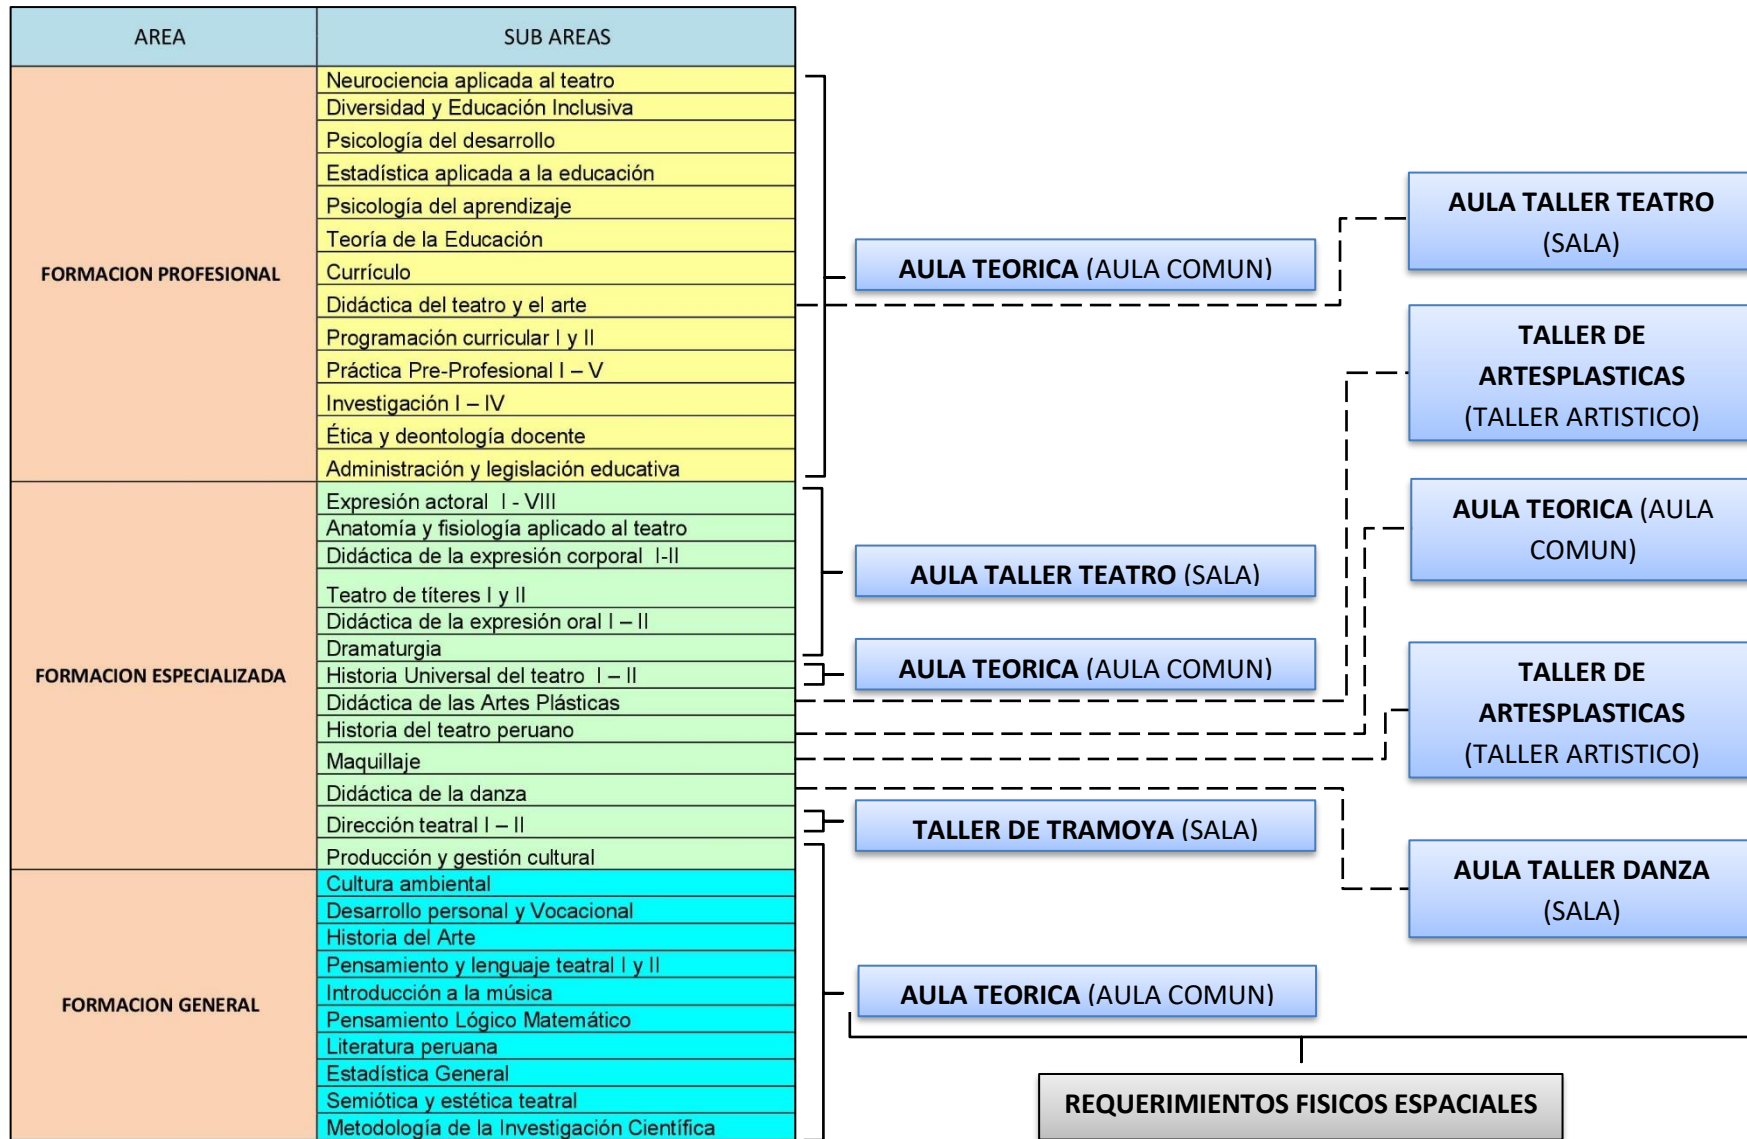 AREA
SUB AREAS
FORMACION PROFESIONAL
Neurociencia aplicada al teatro
Diversidad y Educación Inclusiva
Psicología del desarrollo
Estadística aplicada a la educación
Psicología del aprendizaje
Teoría de la Educación
Currículo
Didáctica del teatro y el arte
Programación curricular I y II
Práctica Pre-Profesional I – V
Investigación I – IV
Ética y deontología docente
Administración y legislación educativa
FORMACION ESPECIALIZADA
Expresión actoral I - VIII
Anatomía y fisiología aplicado al teatro
Didáctica de la expresión corporal I-II
Teatro de títeres I y II
Didáctica de la expresión oral I – II
Dramaturgia
Historia Universal del teatro I – II
Didáctica de las Artes Plásticas
Historia del teatro peruano
Maquillaje
Didáctica de la danza
Dirección teatral I – II
Producción y gestión cultural
FORMACION GENERAL
Cultura ambiental
Desarrollo personal y Vocacional
Historia del Arte
Pensamiento y lenguaje teatral I y II
Introducción a la música
Pensamiento Lógico Matemático
Literatura peruana
Estadística General
Semiótica y estética teatral
Metodología de la Investigación Científica
AULA TEORICA (AULA COMUN)
AULA TALLER TEATRO (SALA)
AULA TEORICA (AULA COMUN)
TALLER DE TRAMOYA (SALA)
AULA TEORICA (AULA COMUN)
AULA TALLER TEATRO
(SALA)
TALLER DE
ARTESPLASTICAS
(TALLER ARTISTICO)
AULA TEORICA (AULA
COMUN)
TALLER DE
ARTESPLASTICAS
(TALLER ARTISTICO)
AULA TALLER DANZA
(SALA)
REQUERIMIENTOS FISICOS ESPACIALES